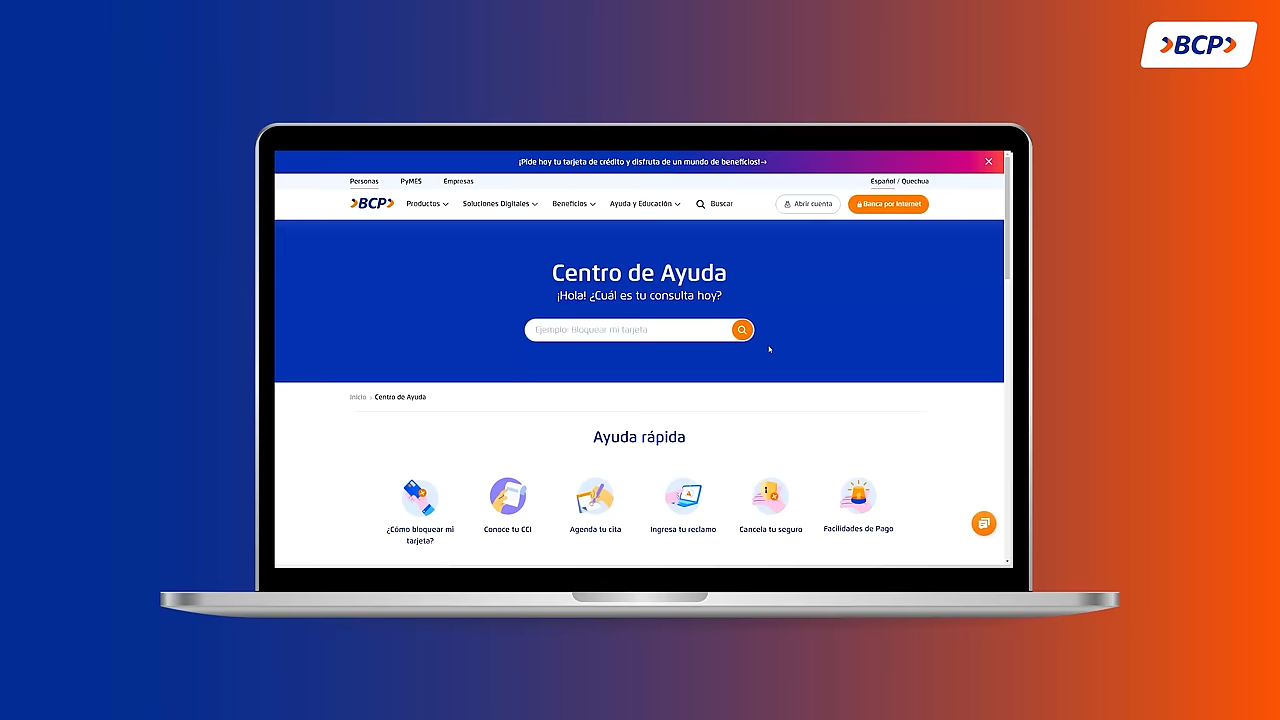 BCP
¡Pide hoy tu tarjeta de crédito y disfruta de un mundo de beneficios!→
Personas PyMES Empresas Español / Quechua
BCP Productos Soluciones Digitales Beneficios Ayuda y Educación Buscar Abrir cuenta Banca por Internet
Centro de Ayuda
¡Hola! ¿Cuál es tu consulta hoy?
Ejemplo: Bloquear mi tarjeta
Inicio > Centro de Ayuda
Ayuda rápida
¿Cómo bloquear mi tarjeta? Conoce tu CCI Agenda tu cita Ingresa tu reclamo Cancela tu seguro Facilidades de Pago